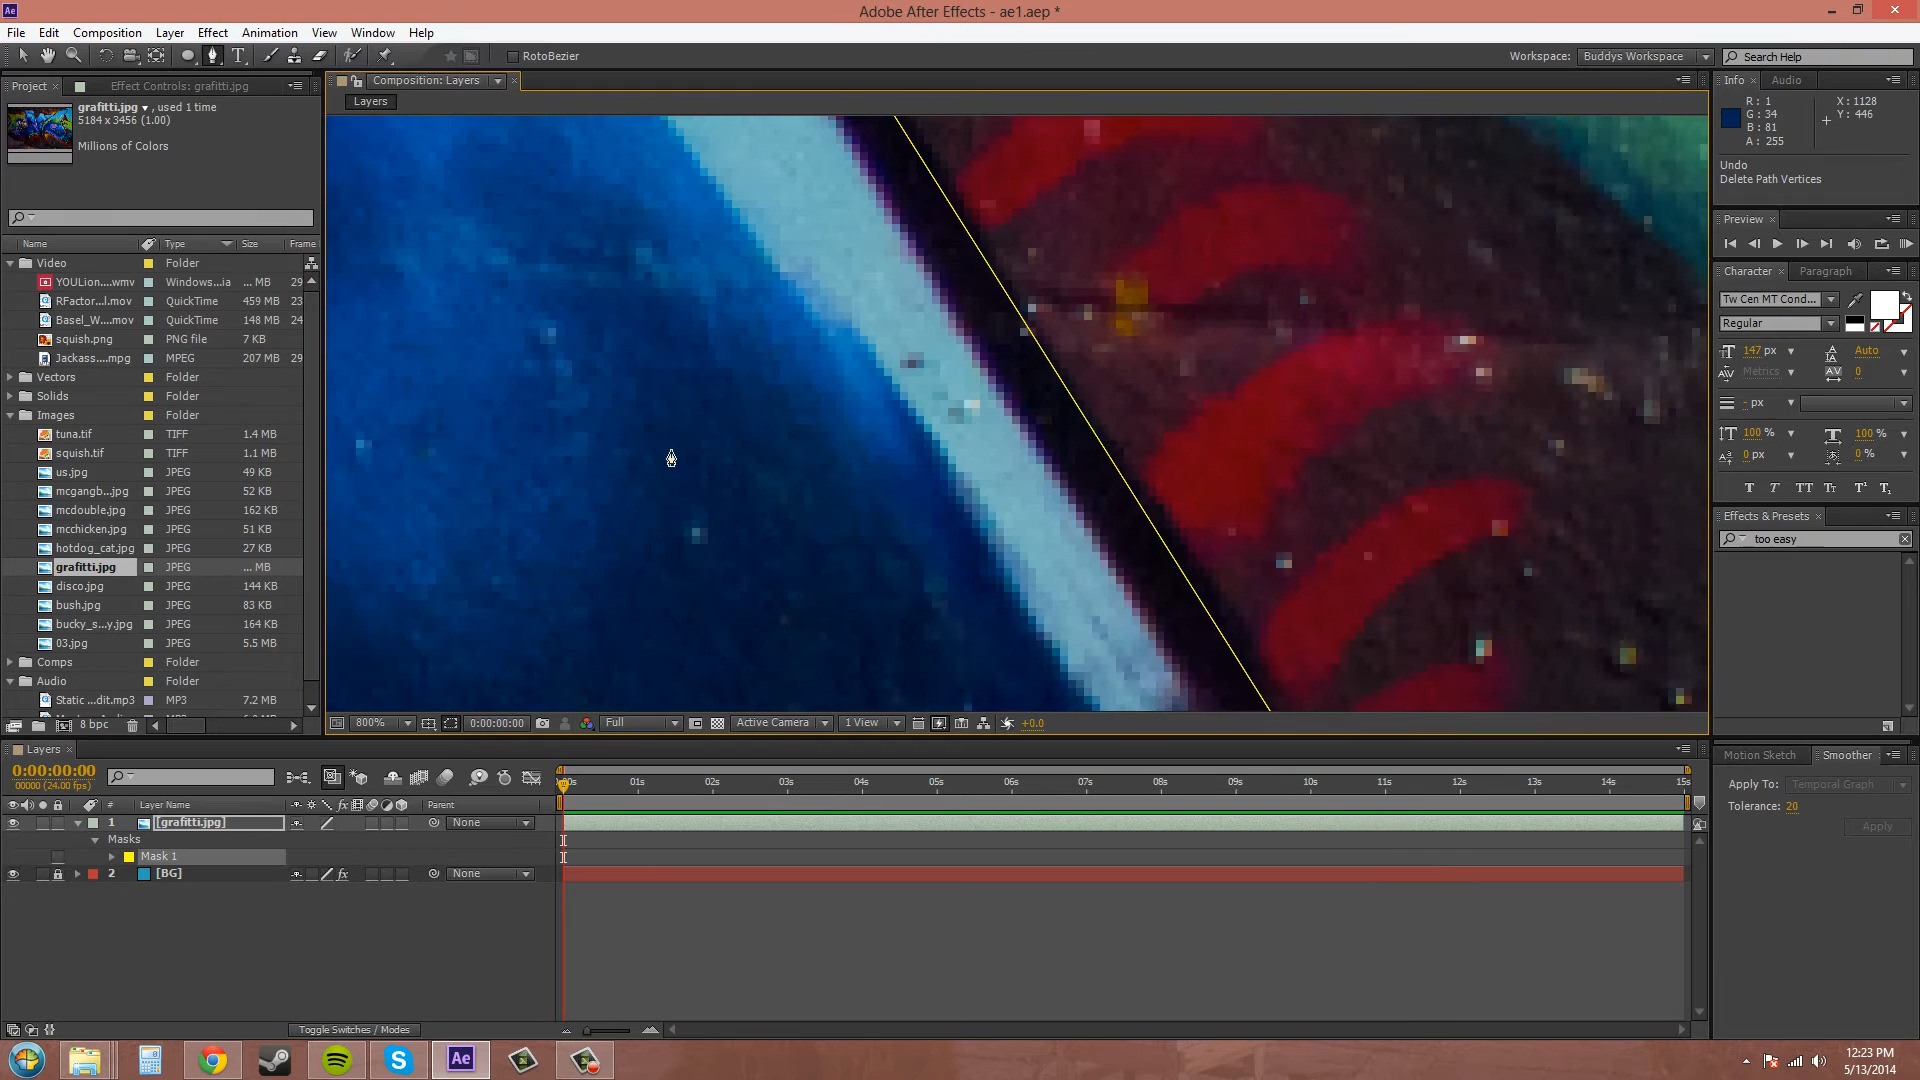 Adobe After Effects - ae1.aep *
File Edit Composition Layer Effect Animation View Window Help
RotoBezier
Workspace: Buddys Workspace
Search Help
Project Effect Controls: grafitti.jpg
grafitti.jpg , used 1 time
5184 x 3456 (1.00)
Millions of Colors
Name Type Size Frame
Video Folder
YOULion....wmv Windows...ia ... MB 29
RFactor...l.mov QuickTime 459 MB 23
Basel_W....mov QuickTime 148 MB 24
squish.png PNG file 7 KB
Jackass....mpg MPEG 207 MB 29
Vectors Folder
Solids Folder
Images Folder
tuna.tif TIFF 1.4 MB
squish.tif TIFF 1.1 MB
us.jpg JPEG 49 KB
mcgangb...jpg JPEG 52 KB
mcdouble.jpg JPEG 162 KB
mcchicken.jpg JPEG 51 KB
hotdog_cat.jpg JPEG 27 KB
grafitti.jpg JPEG ... MB
disco.jpg JPEG 144 KB
bush.jpg JPEG 83 KB
bucky_s...y.jpg JPEG 164 KB
03.jpg JPEG 5.5 MB
Comps Folder
Audio Folder
Static ...dit.mp3 MP3 7.2 MB
8 bpc
Composition: Layers
Layers
800% 0:00:00:00 Full Active Camera 1 View +0.0
Info Audio
R : 1
G : 34
B : 81
A : 255
X : 1128
Y : 446
Undo
Delete Path Vertices
Preview
Character Paragraph
Tw Cen MT Cond...
Regular
147 px Auto
Metrics 0
- px
100 % 100 %
0 px 0 %
Effects & Presets
too easy
Layers
0:00:00:00
00000 (24.00 fps)
01s 02s 03s 04s 05s 06s 07s 08s 09s 10s 11s 12s 13s 14s 15s
# Layer Name Parent
1 [grafitti.jpg] None
Masks
Mask 1
2 [BG] None
Toggle Switches / Modes
Motion Sketch Smoother
Apply To: Temporal Graph
Tolerance: 20
Apply
12:23 PM
5/13/2014